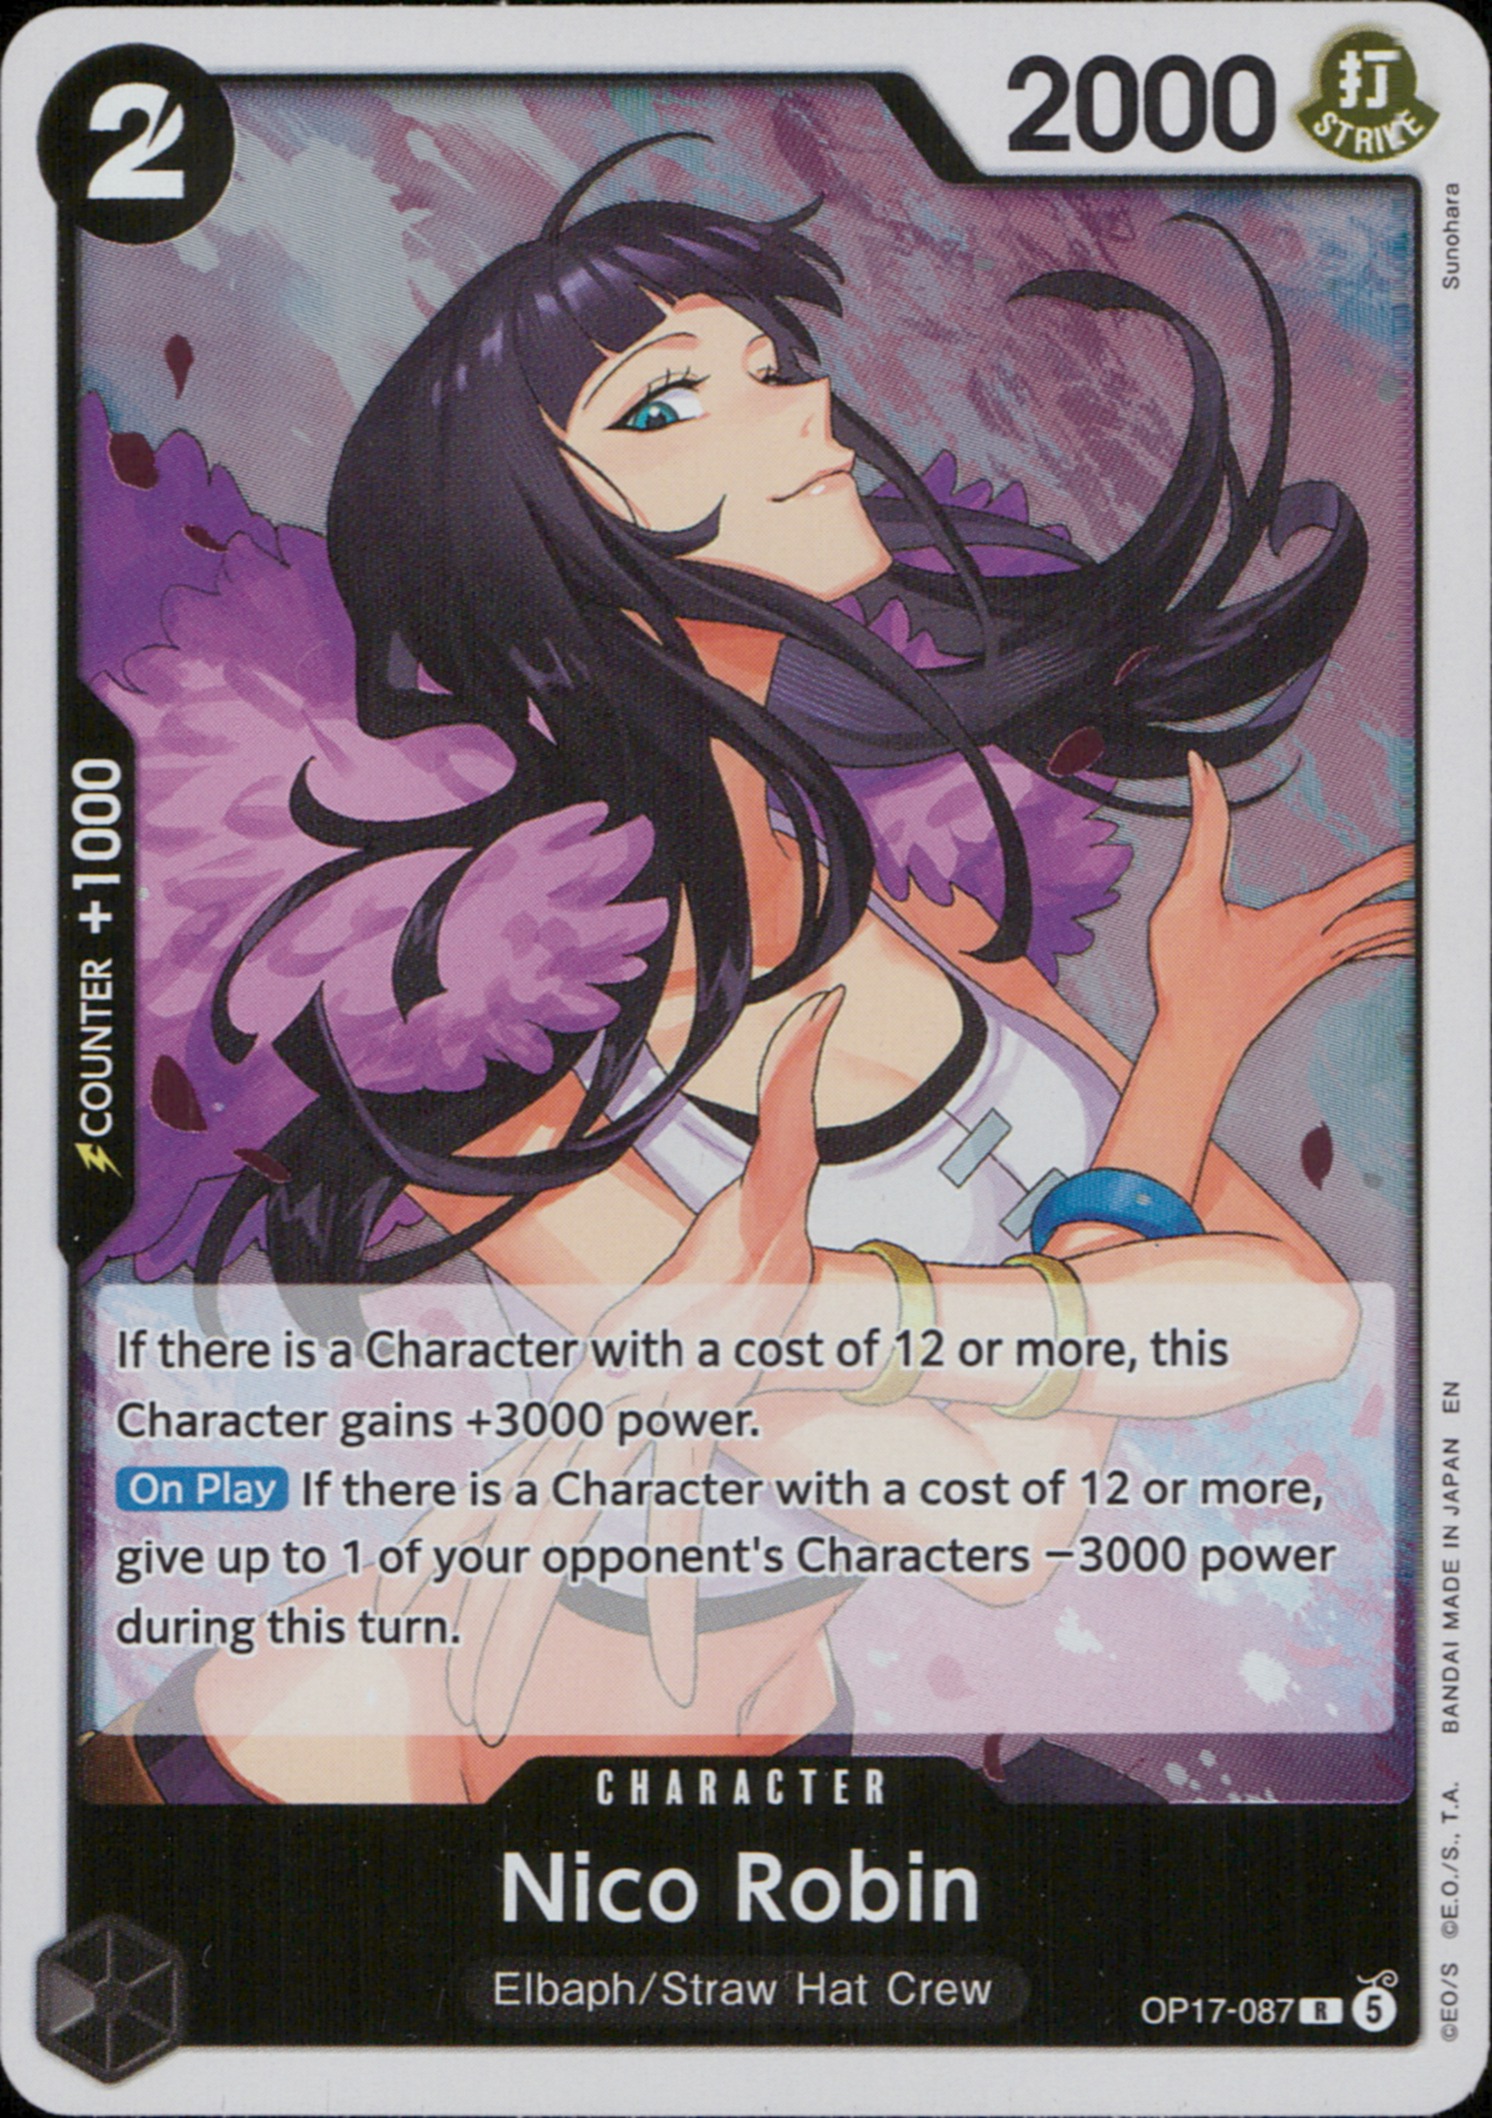 2
2000
打
STRIKE
Sunohara
COUNTER +1000
If there is a Character with a cost of 12 or more, this
Character gains +3000 power.
On Play If there is a Character with a cost of 12 or more,
give up to 1 of your opponent's Characters −3000 power
during this turn.
CHARACTER
Nico Robin
Elbaph/Straw Hat Crew
OP17-087 R 5
©EO/S ©E.O./S., T.A. BANDAI MADE IN JAPAN EN